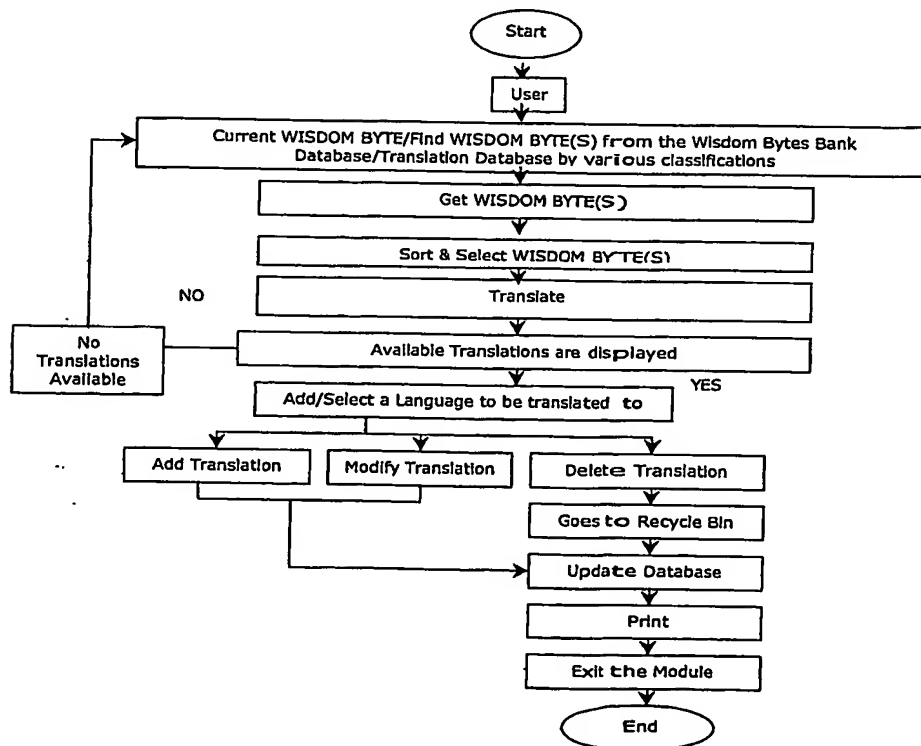 Start
User
Current WISDOM BYTE/Find WISDOM BYTE(S) from the Wisdom Bytes Bank
Database/Translation Database by various classifications
Get WISDOM BYTE(S)
Sort & Select WISDOM BYTE(S)
NO
Translate
No
Translations
Available
Available Translations are displayed
YES
Add/Select a Language to be translated to
Add Translation
Modify Translation
Delete Translation
Goes to Recycle Bin
Update Database
Print
Exit the Module
End